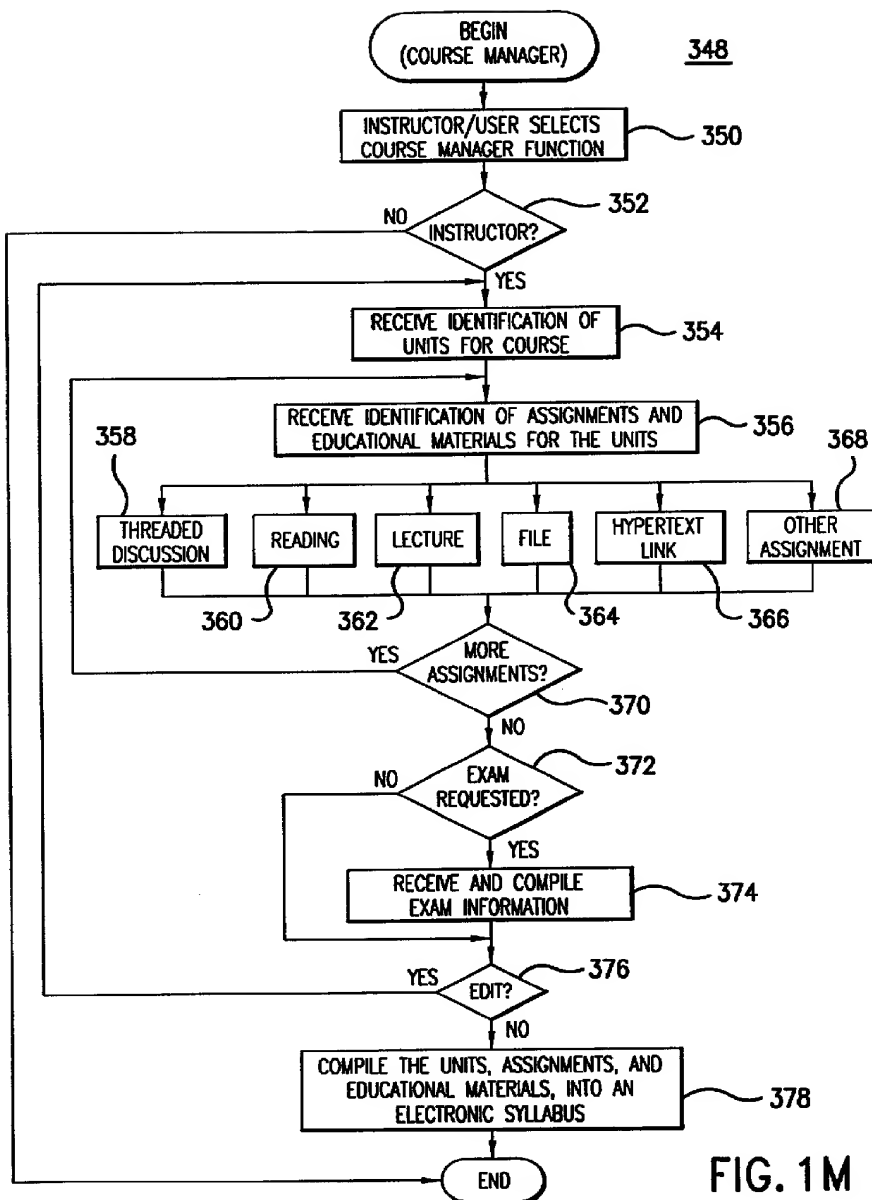 BEGIN
(COURSE MANAGER)
348
INSTRUCTOR/USER SELECTS
COURSE MANAGER FUNCTION
350
352
NO
INSTRUCTOR?
YES
RECEIVE IDENTIFICATION OF
UNITS FOR COURSE
354
RECEIVE IDENTIFICATION OF ASSIGNMENTS AND
EDUCATIONAL MATERIALS FOR THE UNITS
356
358
368
THREADED
DISCUSSION
READING
LECTURE
FILE
HYPERTEXT
LINK
OTHER
ASSIGNMENT
360
362
364
366
YES
MORE
ASSIGNMENTS?
370
NO
372
NO
EXAM
REQUESTED?
YES
RECEIVE AND COMPILE
EXAM INFORMATION
374
376
YES
EDIT?
NO
COMPILE THE UNITS, ASSIGNMENTS, AND
EDUCATIONAL MATERIALS, INTO AN
ELECTRONIC SYLLABUS
378
END
FIG. 1M